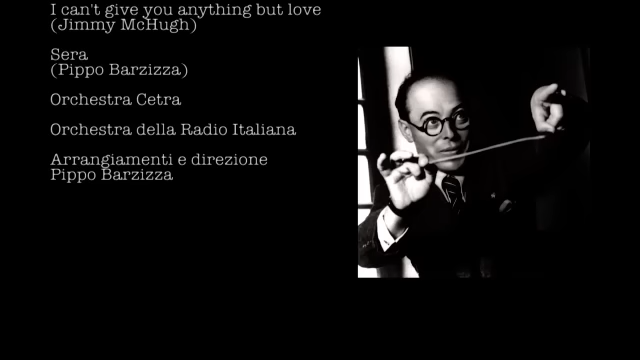 I can't give you anything but love
(Jimmy McHugh)
Sera
(Pippo Barzizza)
Orchestra Cetra
Orchestra della Radio Italiana
Arrangiamenti e direzione
Pippo Barzizza